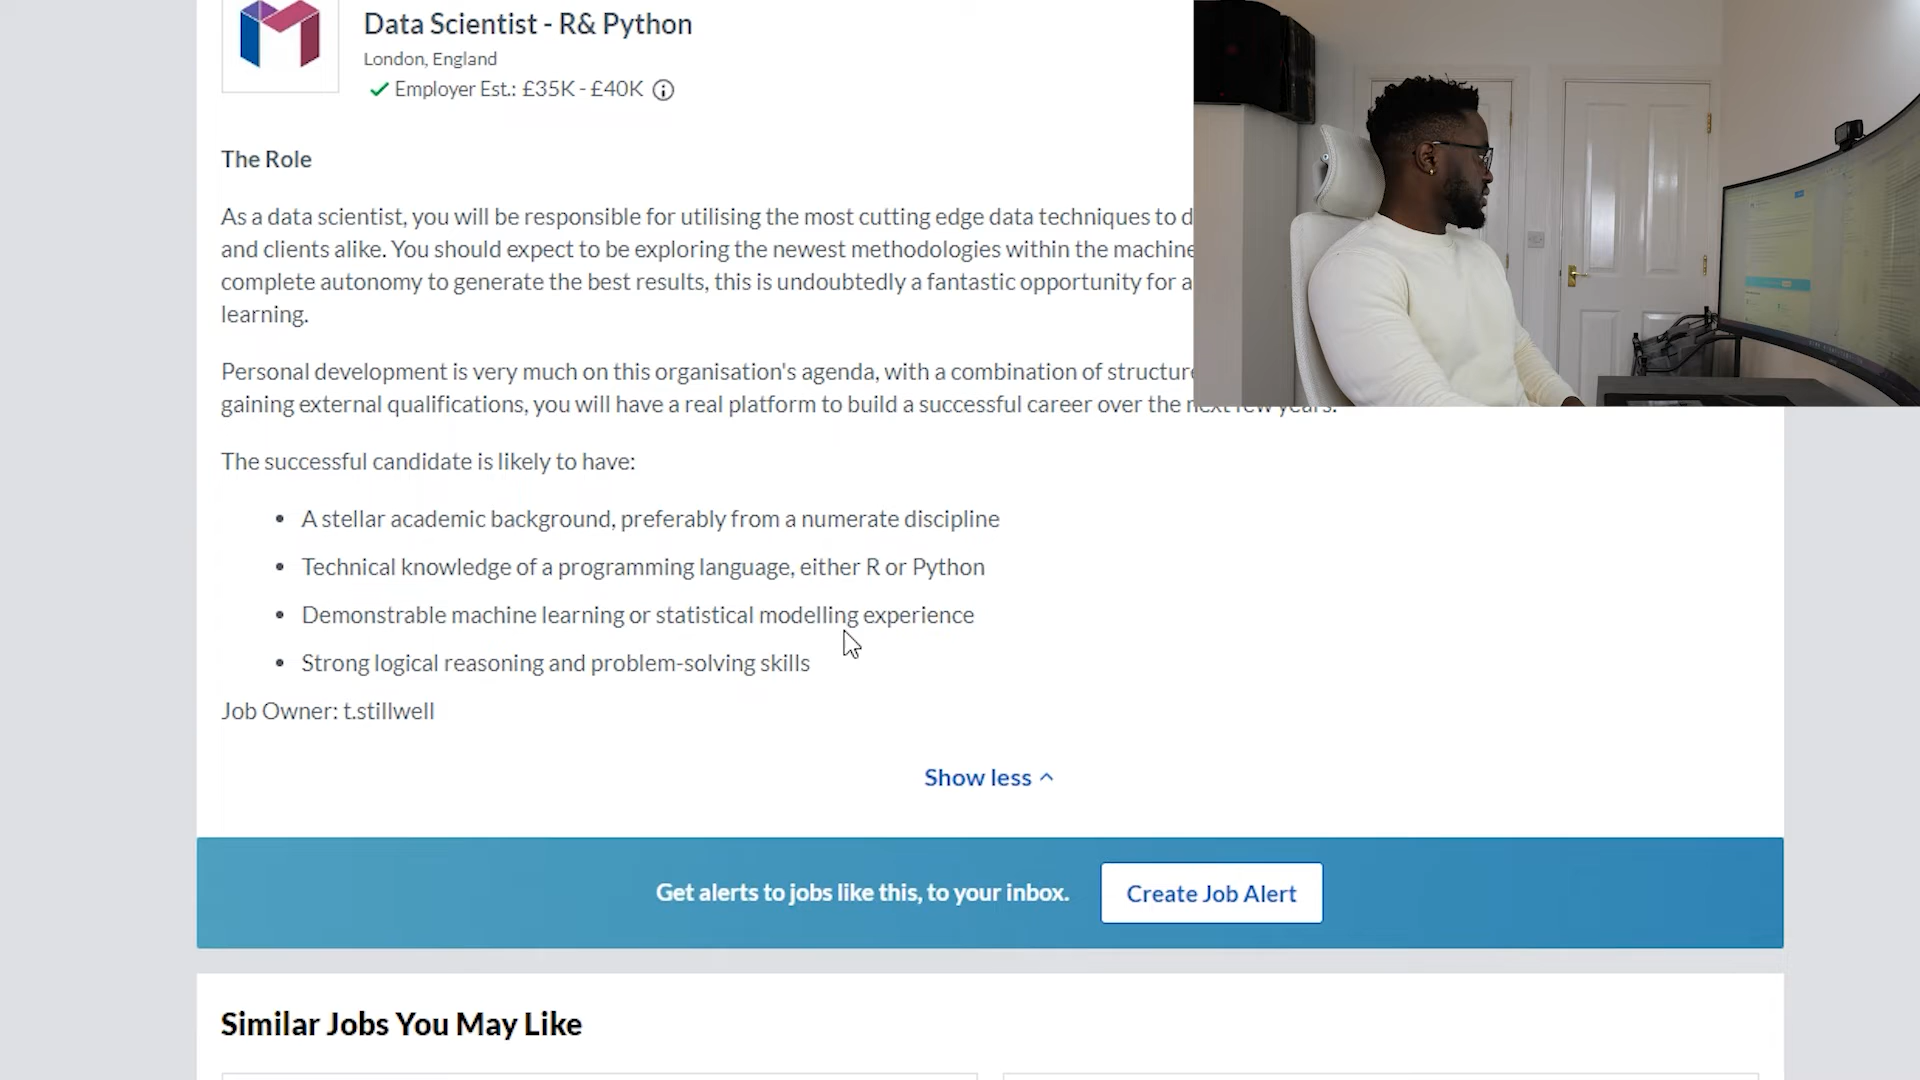 Data Scientist - R& Python
London, England
Employer Est.: £35K - £40K
The Role
As a data scientist, you will be responsible for utilising the most cutting edge data techniques to d
and clients alike. You should expect to be exploring the newest methodologies within the machine
complete autonomy to generate the best results, this is undoubtedly a fantastic opportunity for a
learning.
Personal development is very much on this organisation's agenda, with a combination of structure
gaining external qualifications, you will have a real platform to build a successful career over the next few years.
The successful candidate is likely to have:
• A stellar academic background, preferably from a numerate discipline
• Technical knowledge of a programming language, either R or Python
• Demonstrable machine learning or statistical modelling experience
• Strong logical reasoning and problem-solving skills
Job Owner: t.stillwell
Show less
Get alerts to jobs like this, to your inbox.
Create Job Alert
Similar Jobs You May Like